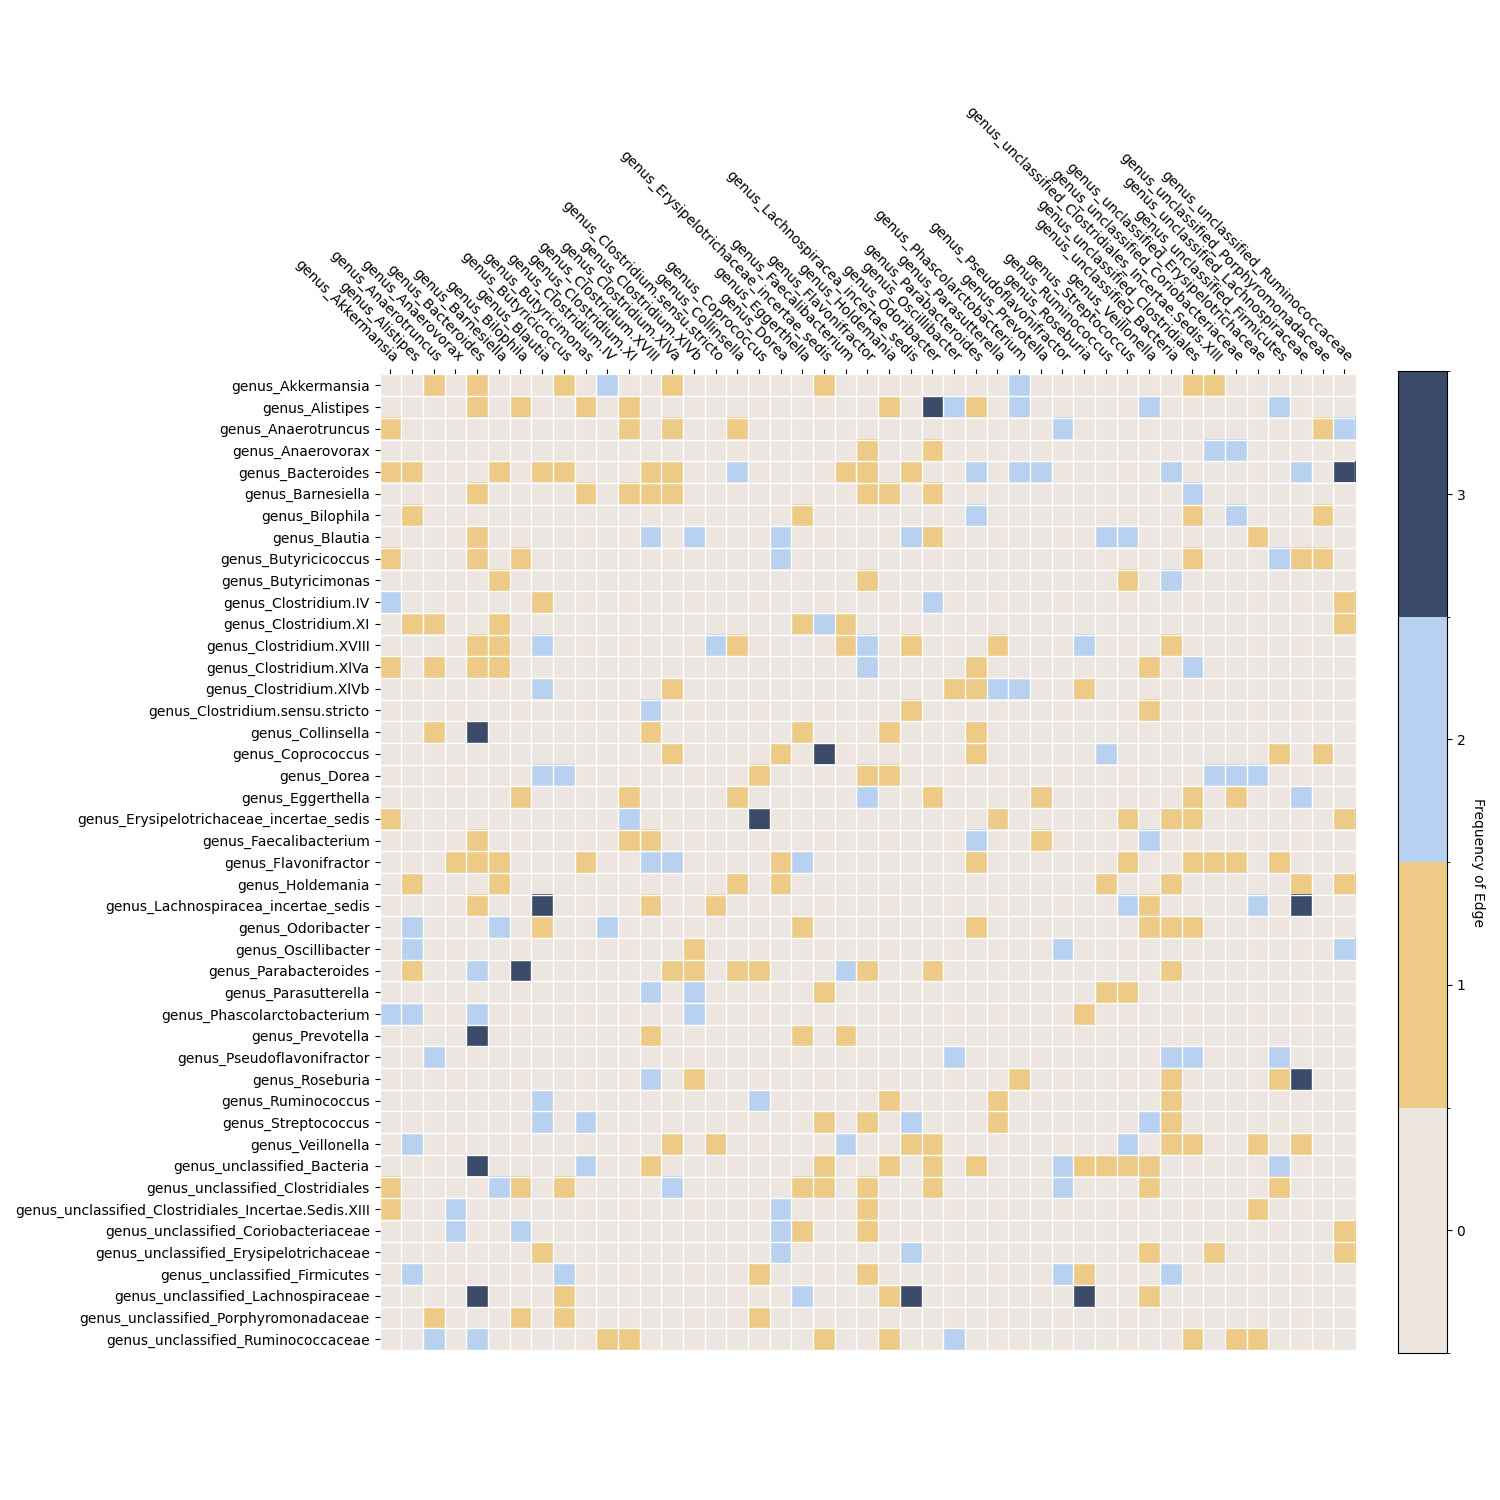 genus_Akkermansia
genus_Alistipes
genus_Anaerotruncus
genus_Anaerovorax
genus_Bacteroides
genus_Barnesiella
genus_Bilophila
genus_Blautia
genus_Butyricicoccus
genus_Butyricimonas
genus_Clostridium.IV
genus_Clostridium.XI
genus_Clostridium.XVIII
genus_Clostridium.XlVa
genus_Clostridium.XlVb
genus_Clostridium.sensu.stricto
genus_Collinsella
genus_Coprococcus
genus_Dorea
genus_Eggerthella
genus_Erysipelotrichaceae_incertae_sedis
genus_Faecalibacterium
genus_Flavonifractor
genus_Holdemania
genus_Lachnospiracea_incertae_sedis
genus_Odoribacter
genus_Oscillibacter
genus_Parabacteroides
genus_Parasutterella
genus_Phascolarctobacterium
genus_Prevotella
genus_Pseudoflavonifractor
genus_Roseburia
genus_Ruminococcus
genus_Streptococcus
genus_Veillonella
genus_unclassified_Bacteria
genus_unclassified_Clostridiales
genus_unclassified_Clostridiales_Incertae.Sedis.XIII
genus_unclassified_Coriobacteriaceae
genus_unclassified_Erysipelotrichaceae
genus_unclassified_Firmicutes
genus_unclassified_Lachnospiraceae
genus_unclassified_Porphyromonadaceae
genus_unclassified_Ruminococcaceae
genus_Akkermansia
genus_Alistipes
genus_Anaerotruncus
genus_Anaerovorax
genus_Bacteroides
genus_Barnesiella
genus_Bilophila
genus_Blautia
genus_Butyricicoccus
genus_Butyricimonas
genus_Clostridium.IV
genus_Clostridium.XI
genus_Clostridium.XVIII
genus_Clostridium.XlVa
genus_Clostridium.XlVb
genus_Clostridium.sensu.stricto
genus_Collinsella
genus_Coprococcus
genus_Dorea
genus_Eggerthella
genus_Erysipelotrichaceae_incertae_sedis
genus_Faecalibacterium
genus_Flavonifractor
genus_Holdemania
genus_Lachnospiracea_incertae_sedis
genus_Odoribacter
genus_Oscillibacter
genus_Parabacteroides
genus_Parasutterella
genus_Phascolarctobacterium
genus_Prevotella
genus_Pseudoflavonifractor
genus_Roseburia
genus_Ruminococcus
genus_Streptococcus
genus_Veillonella
genus_unclassified_Bacteria
genus_unclassified_Clostridiales
genus_unclassified_Clostridiales_Incertae.Sedis.XIII
genus_unclassified_Coriobacteriaceae
genus_unclassified_Erysipelotrichaceae
genus_unclassified_Firmicutes
genus_unclassified_Lachnospiraceae
genus_unclassified_Porphyromonadaceae
genus_unclassified_Ruminococcaceae
3
2
1
0
Frequency of Edge